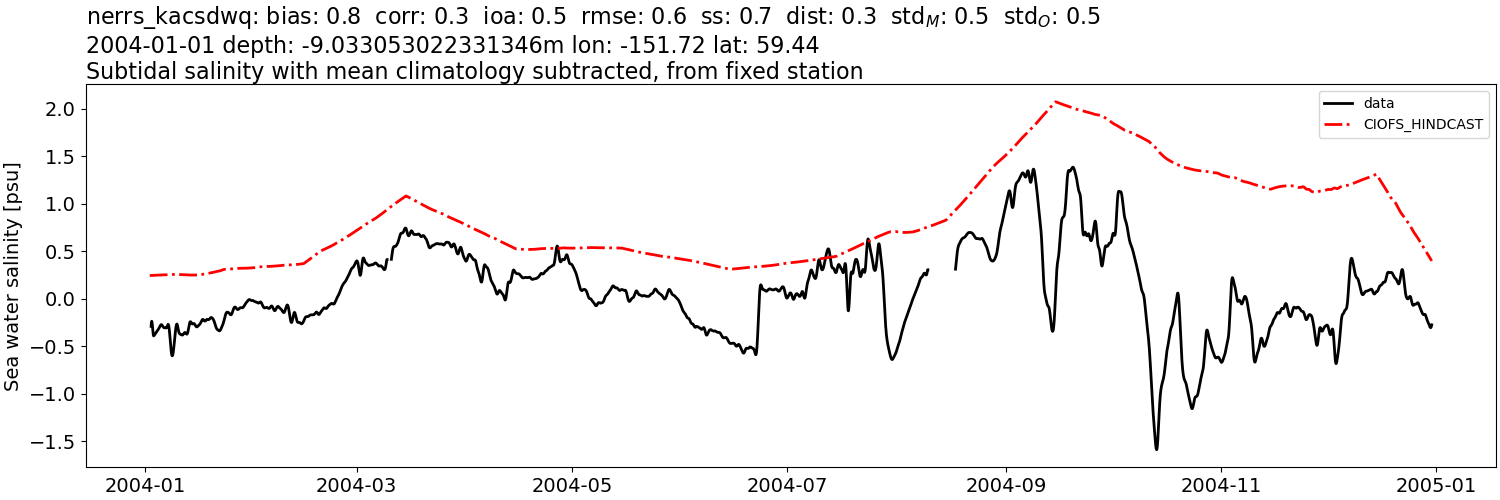 nerrs_kacsdwq: bias: 0.8 corr: 0.3 ioa: 0.5 rmse: 0.6 ss: 0.7 dist: 0.3 std_M: 0.5 std_O: 0.5
2004-01-01 depth: -9.033053022331346m lon: -151.72 lat: 59.44
Subtidal salinity with mean climatology subtracted, from fixed station
data
CIOFS_HINDCAST
Sea water salinity [psu]
2.0
1.5
1.0
0.5
0.0
−0.5
−1.0
−1.5
2004-01 2004-03 2004-05 2004-07 2004-09 2004-11 2005-01